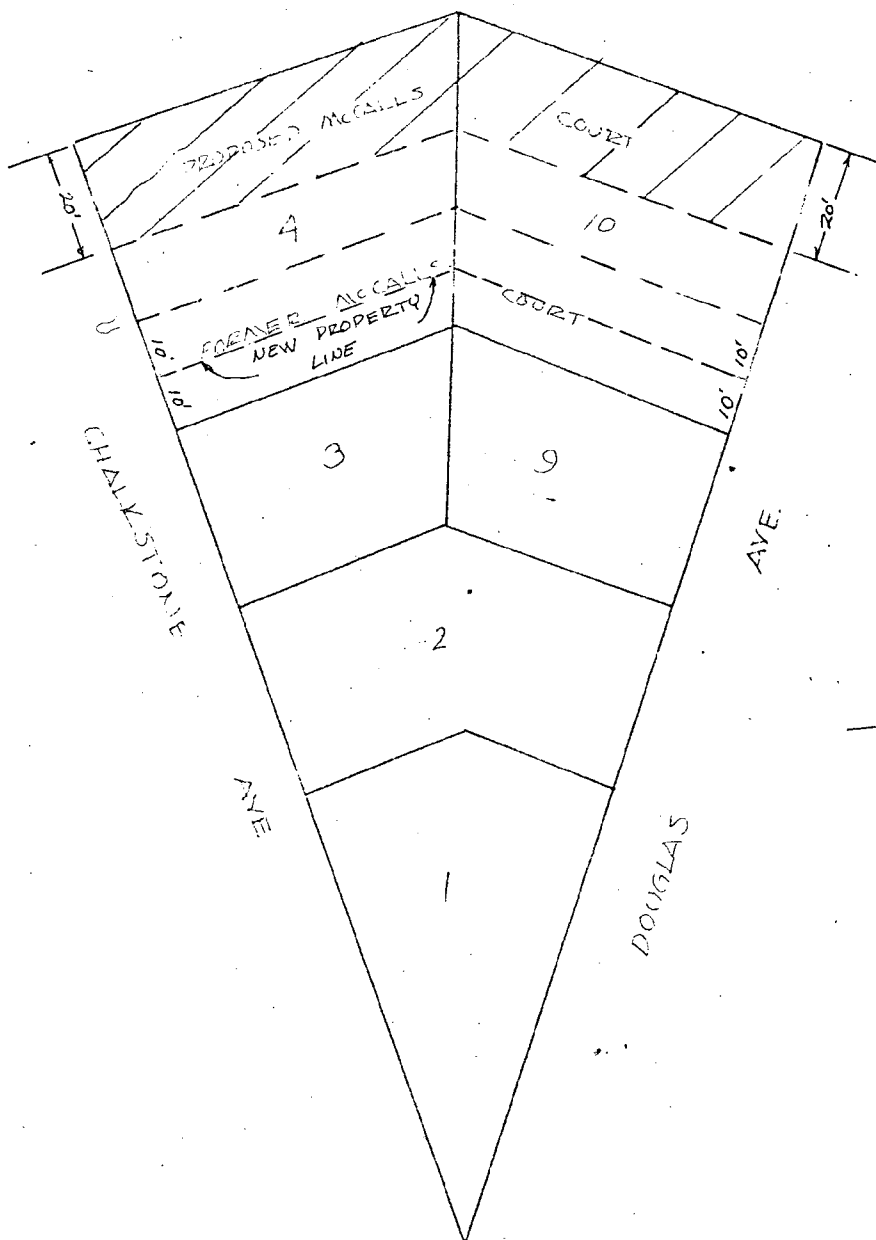 PROPOSED McCALLS
COURT
20'
20'
4
10
FORMER McCALLS
COURT
NEW PROPERTY
LINE
10'
10'
10'
10'
3
9
CHALKSTONE
AVE
2
1
DOUGLAS
AVE.